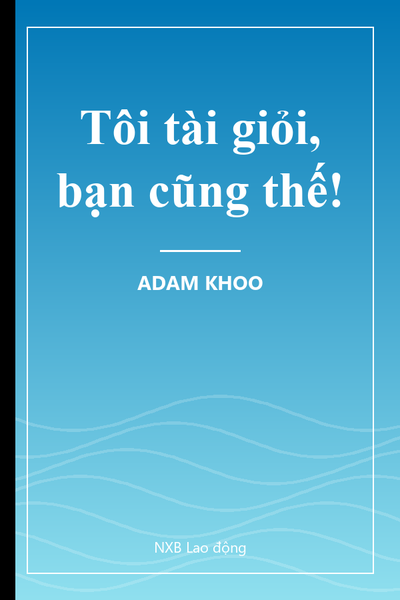 Tôi tài giỏi,
bạn cũng thế!
ADAM KHOO
NXB Lao động